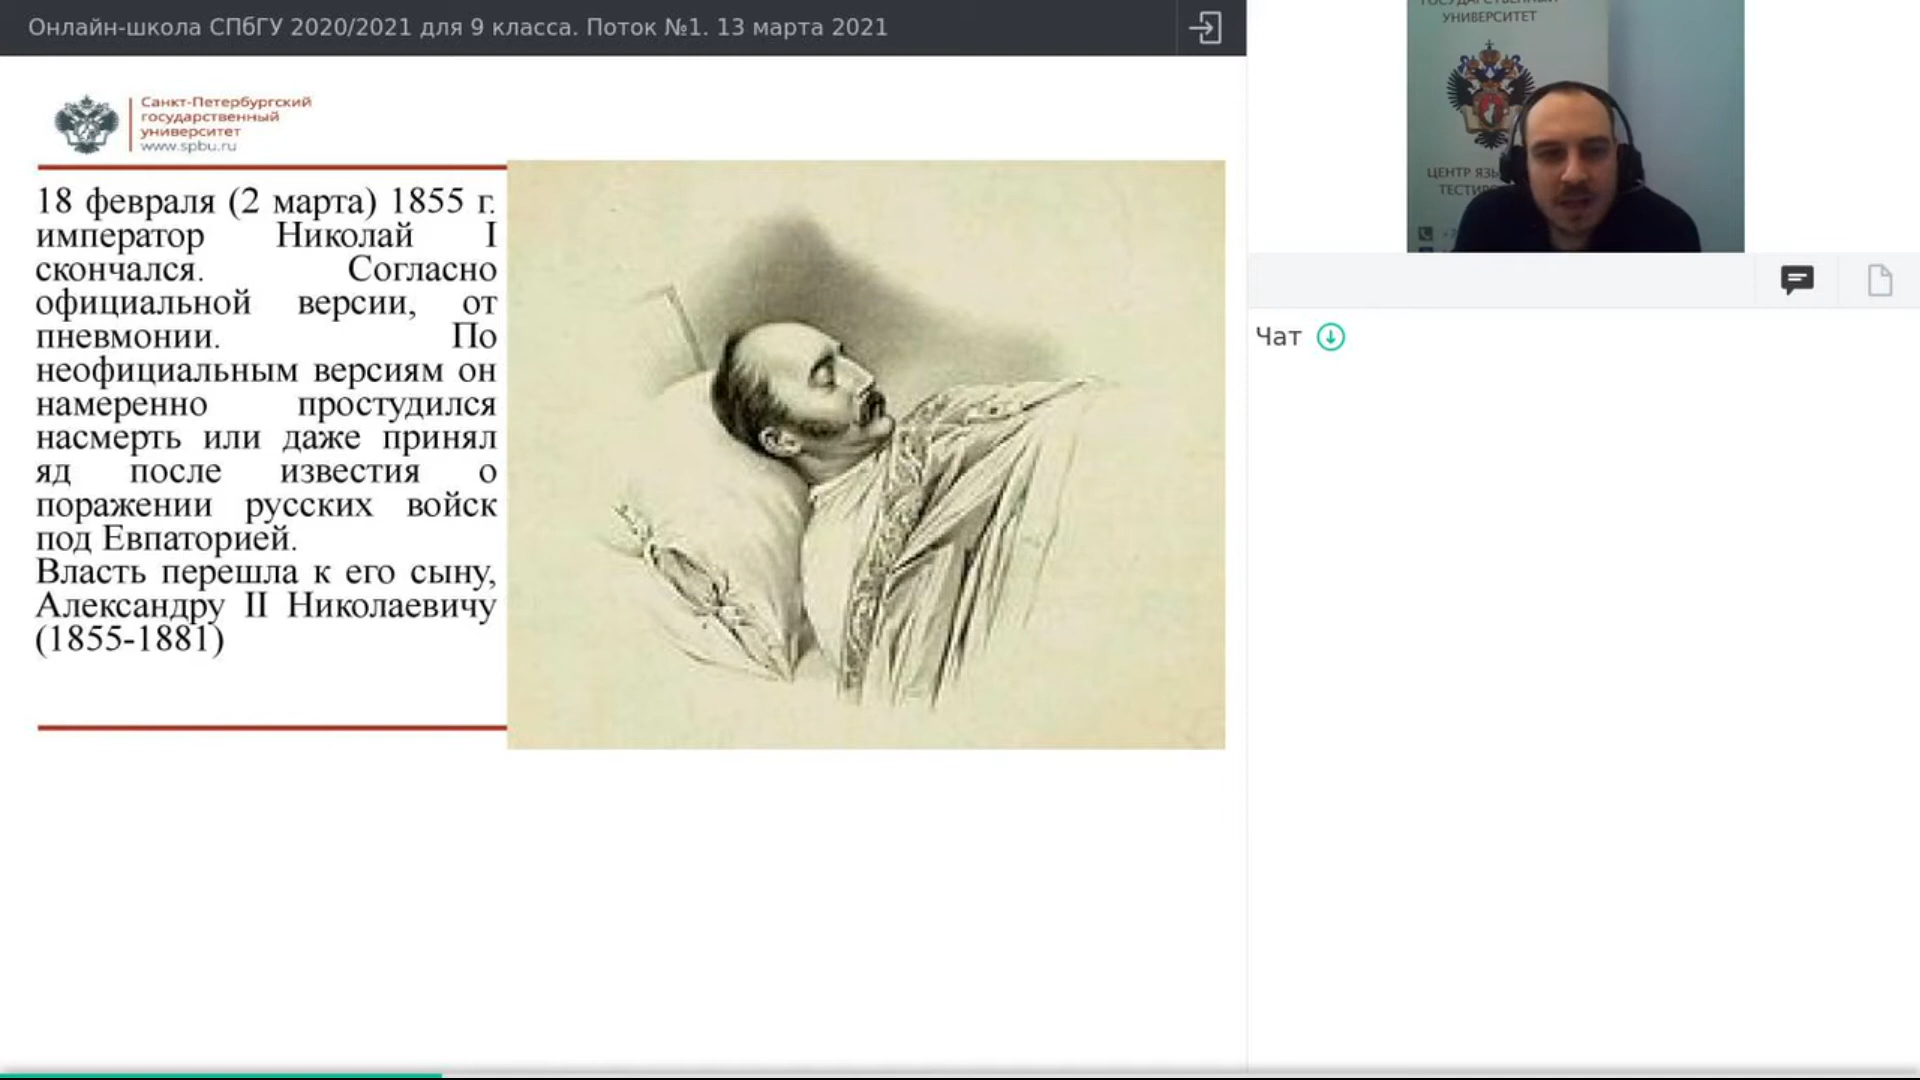 Онлайн-школа СПбГУ 2020/2021 для 9 класса. Поток №1. 13 марта 2021
Санкт-Петербургский
государственный
университет
www.spbu.ru
18 февраля (2 марта) 1855 г.
император Николай I
скончался. Согласно
официальной версии, от
пневмонии. По
неофициальным версиям он
намеренно простудился
насмерть или даже принял
яд после известия о
поражении русских войск
под Евпаторией.
Власть перешла к его сыну,
Александру II Николаевичу
(1855-1881)
УНИВЕРСИТЕТ
ЦЕНТР
Чат